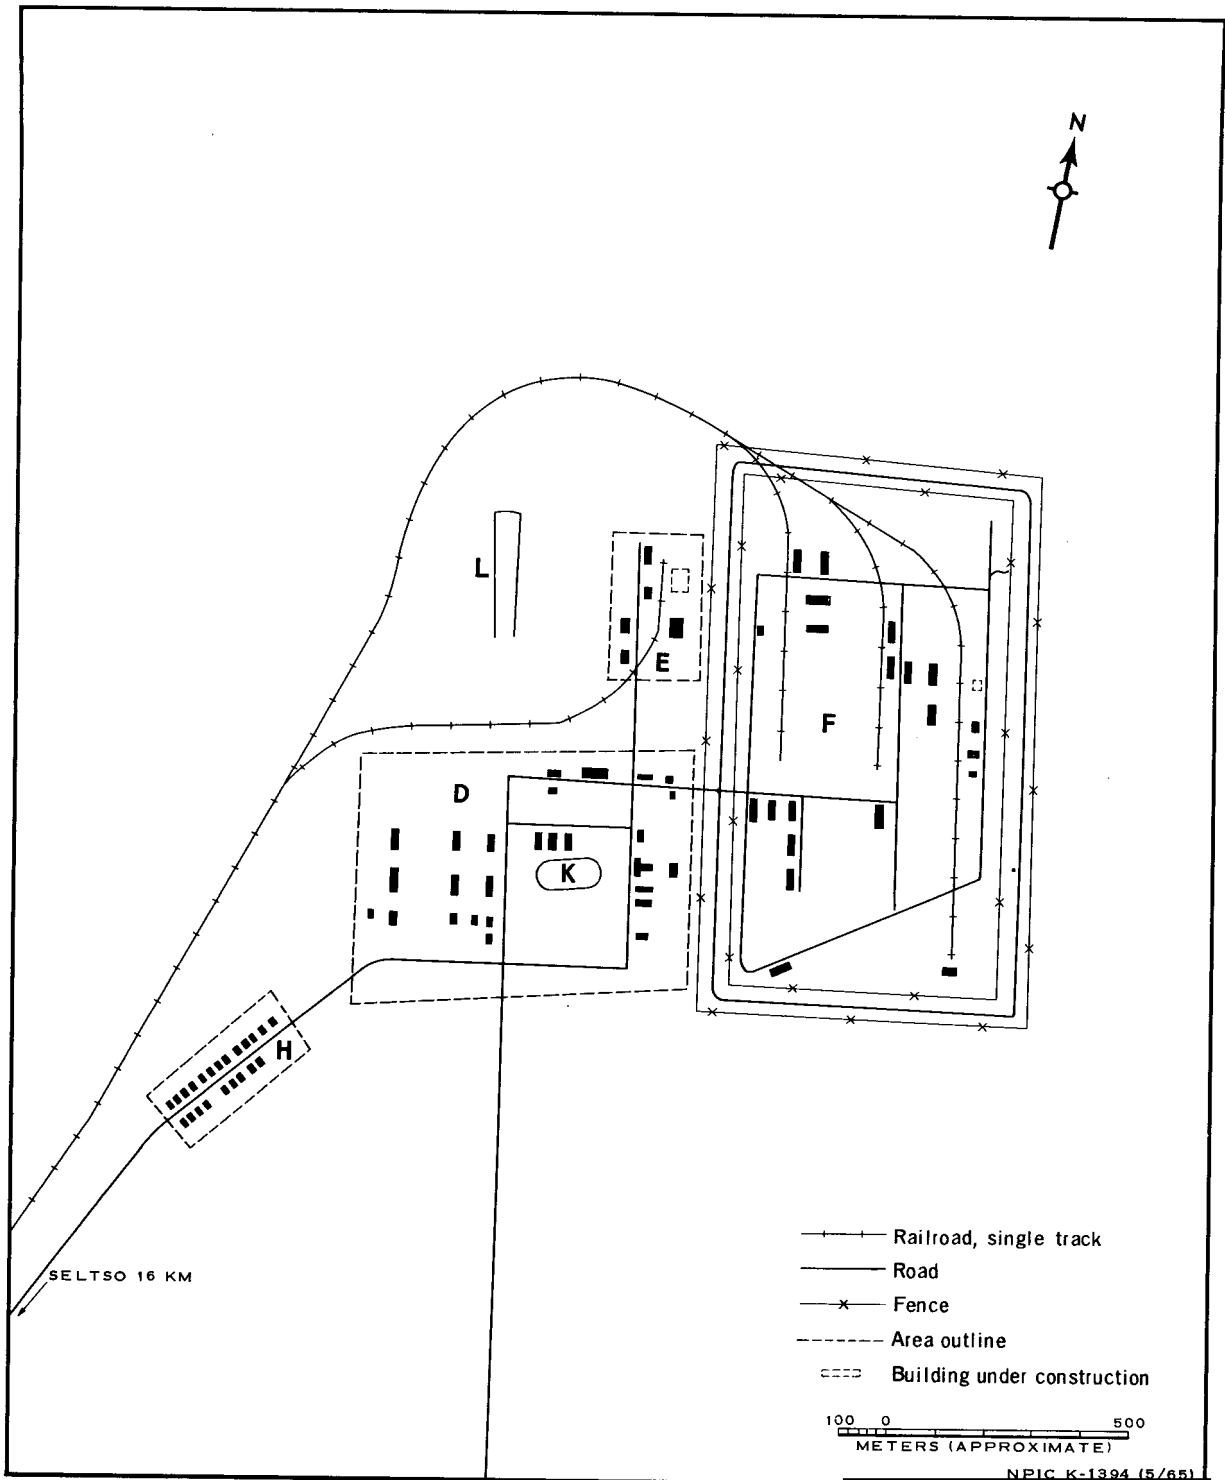 N
L
E
F
D
K
H
SELTSO 16 KM
Railroad, single track
Road
Fence
Area outline
Building under construction
100 0 500
METERS (APPROXIMATE)
NPIC K-1394 (5/65)